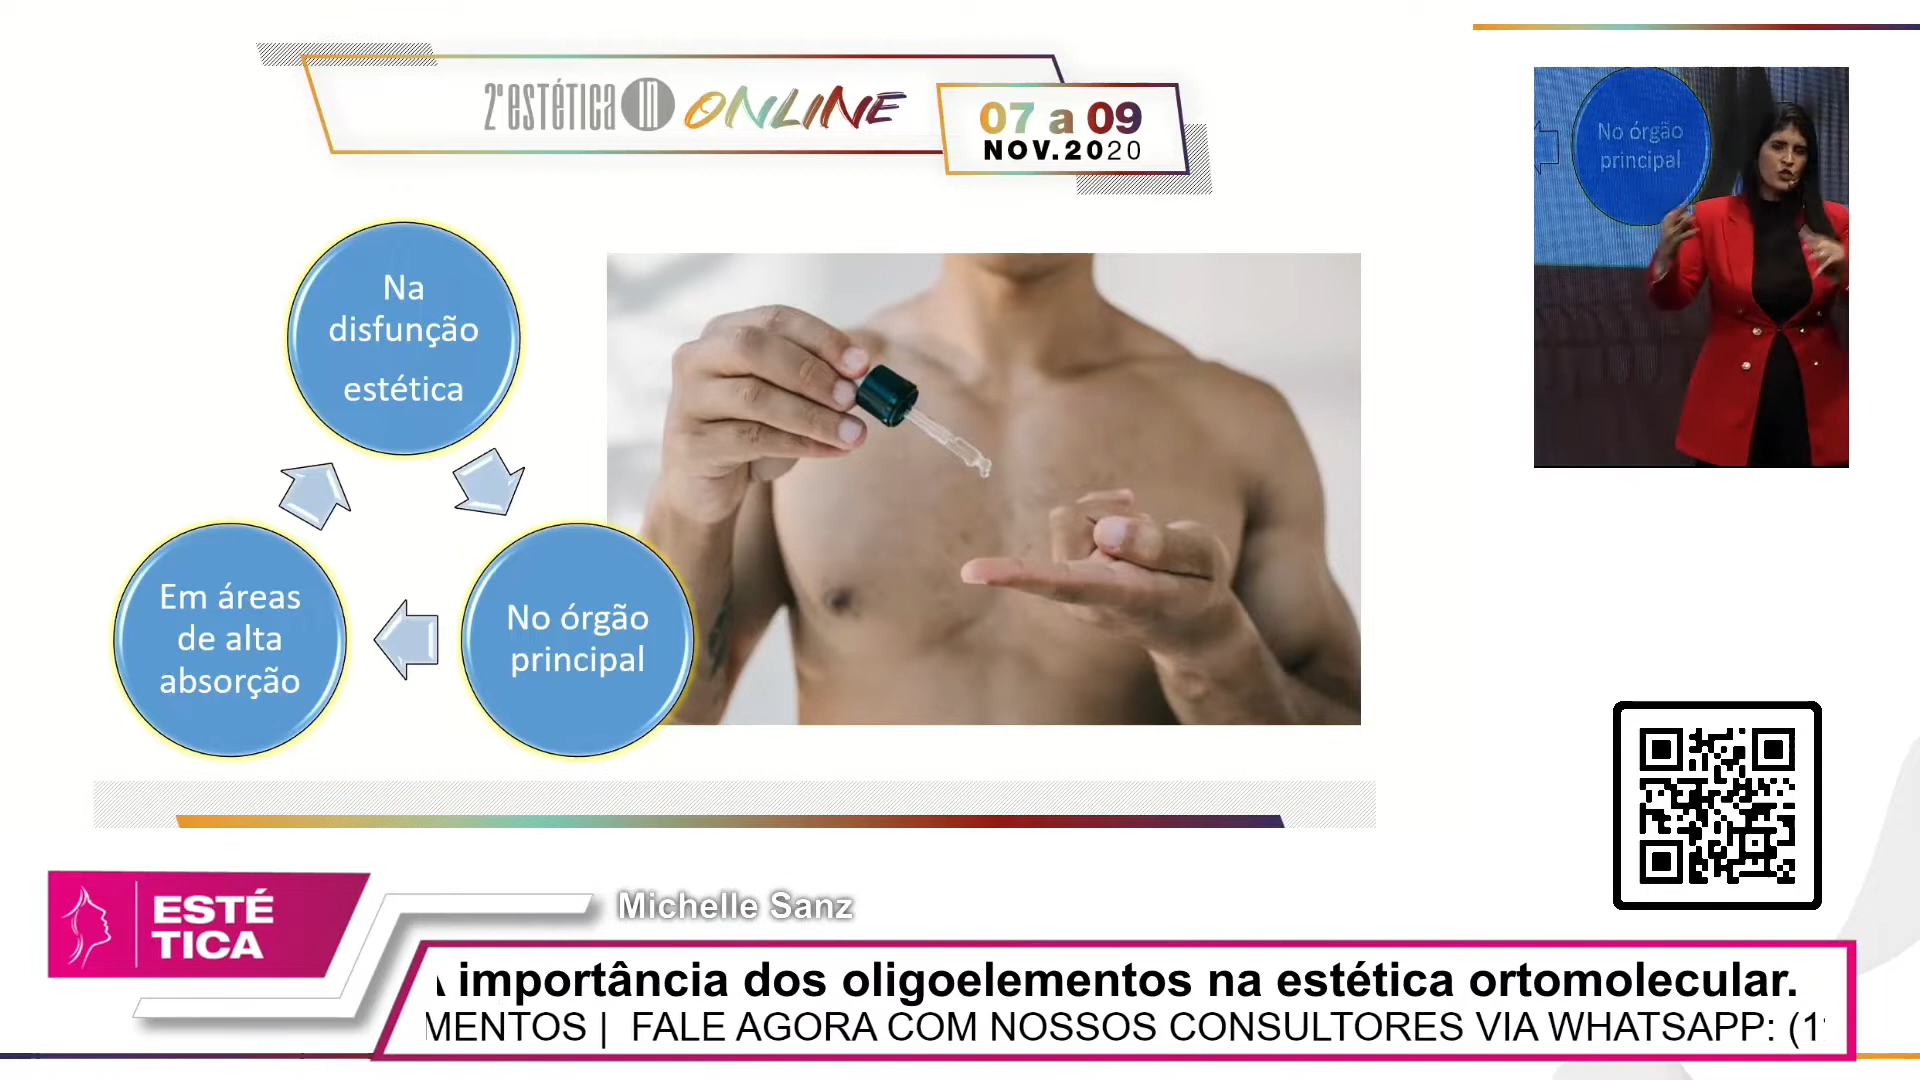 2ª estética in ONLINE
07 a 09
NOV.2020
Na
disfunção
estética
Em áreas
de alta
absorção
No órgão
principal
No órgão
principal
ESTÉ
TICA
Michelle Sanz
A importância dos oligoelementos na estética ortomolecular.
MENTOS | FALE AGORA COM NOSSOS CONSULTORES VIA WHATSAPP: (1